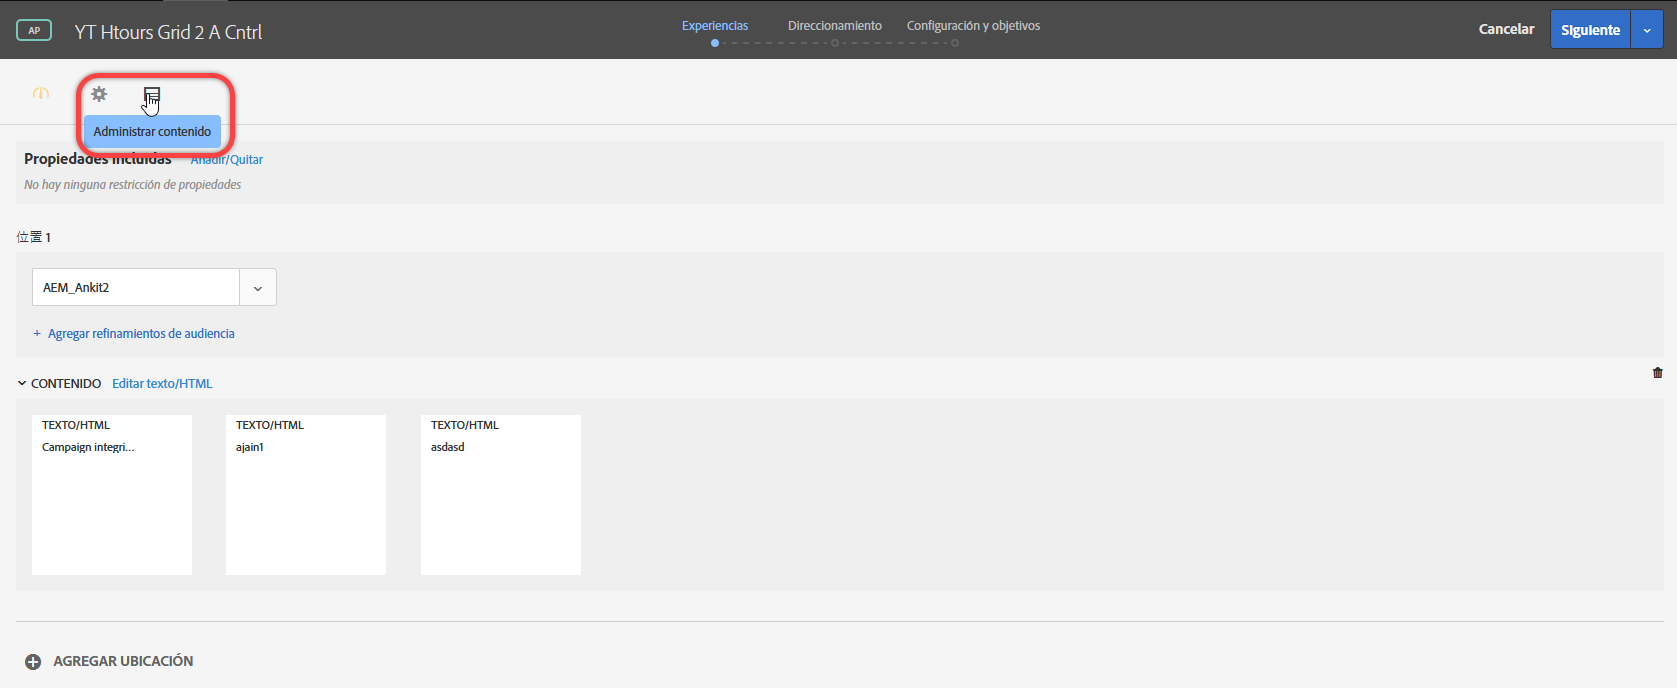 AP
YT Htours Grid 2 A Cntrl
Experiencias
Direccionamiento
Configuración y objetivos
Cancelar
Siguiente
Administrar contenido
Propiedades incluidas
Añadir/Quitar
No hay ninguna restricción de propiedades
位置 1
AEM_Ankit2
+ Agregar refinamientos de audiencia
CONTENIDO
Editar texto/HTML
TEXTO/HTML
Campaign integri...
TEXTO/HTML
ajain1
TEXTO/HTML
asdasd
AGREGAR UBICACIÓN